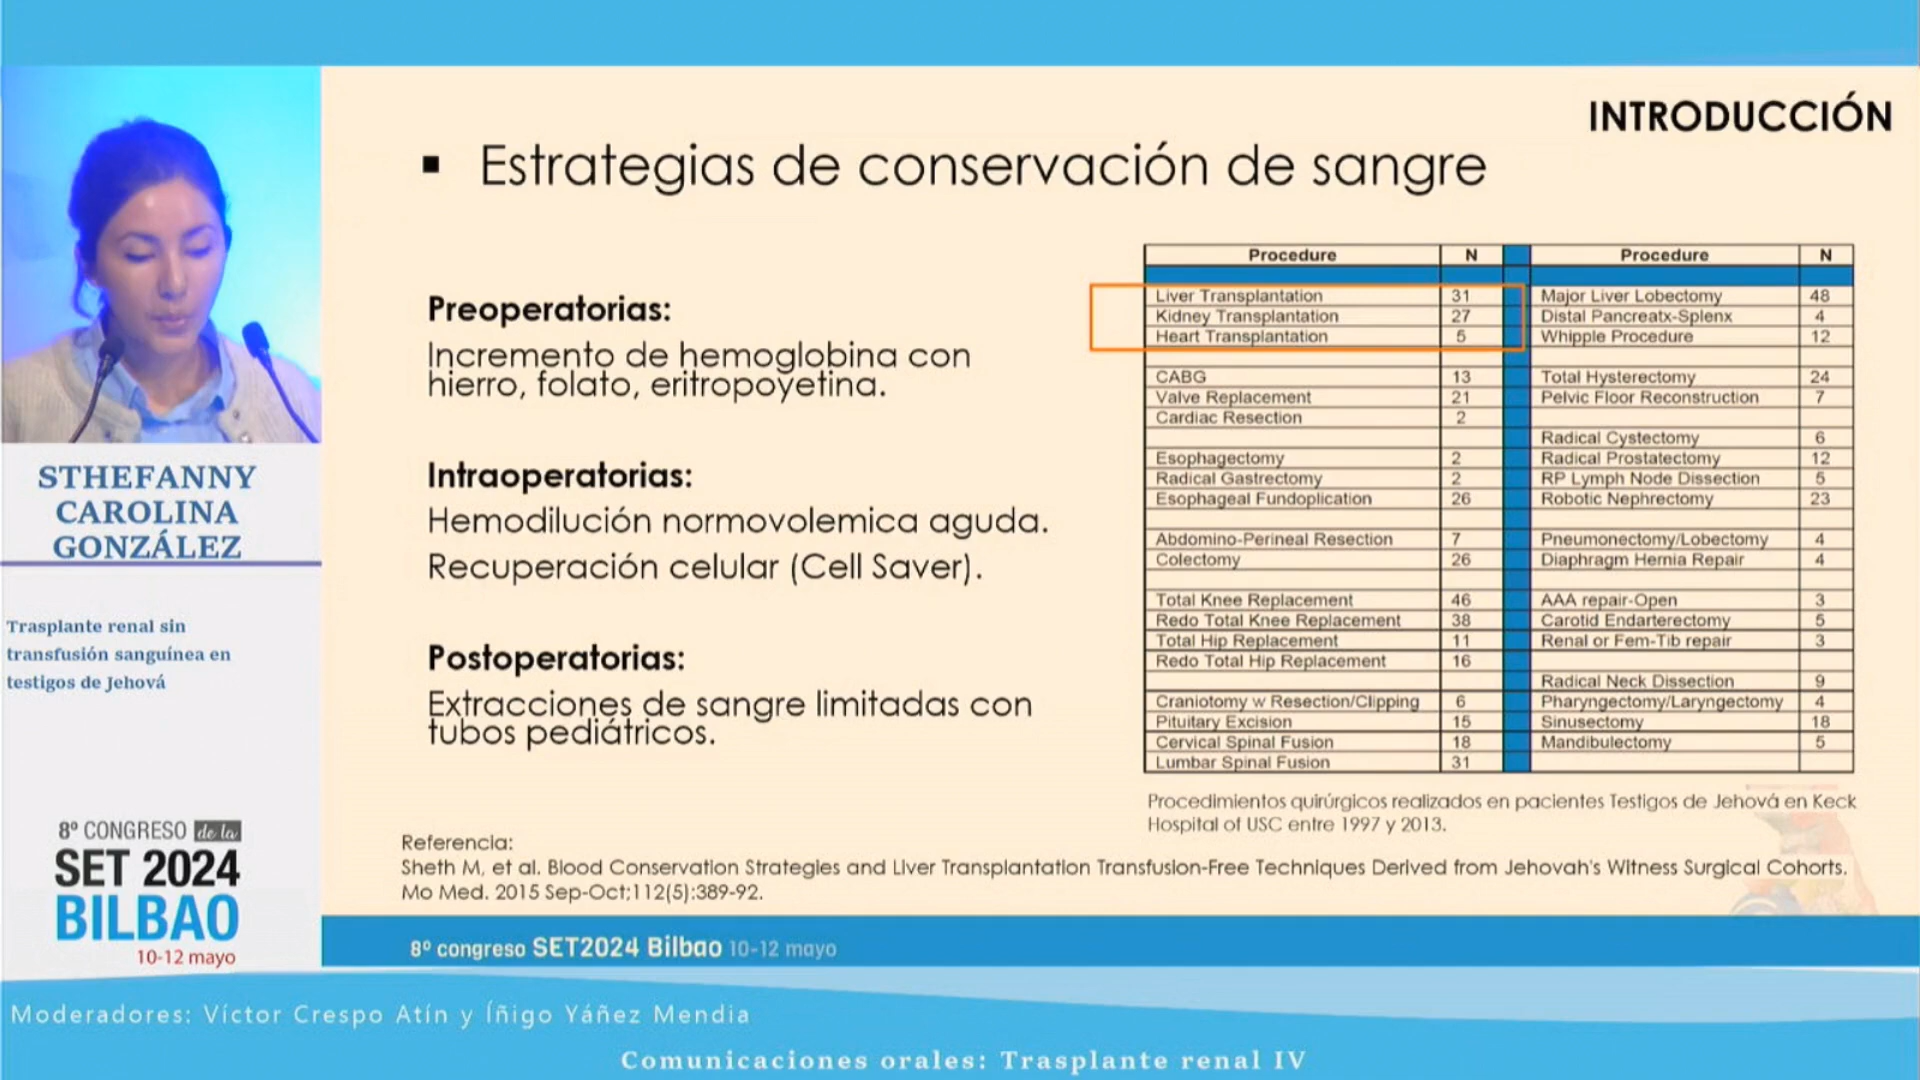 INTRODUCCIÓN
▪ Estrategias de conservación de sangre
Preoperatorias:
Incremento de hemoglobina con
hierro, folato, eritropoyetina.
Intraoperatorias:
Hemodilución normovolemica aguda.
Recuperación celular (Cell Saver).
Postoperatorias:
Extracciones de sangre limitadas con
tubos pediátricos.
Procedure N Procedure N
Liver Transplantation 31 Major Liver Lobectomy 48
Kidney Transplantation 27 Distal Pancreatx-Splenx 4
Heart Transplantation 5 Whipple Procedure 12
CABG 13 Total Hysterectomy 24
Valve Replacement 21 Pelvic Floor Reconstruction 7
Cardiac Resection 2
Radical Cystectomy 6
Esophagectomy 2 Radical Prostatectomy 12
Radical Gastrectomy 2 RP Lymph Node Dissection 5
Esophageal Fundoplication 26 Robotic Nephrectomy 23
Abdomino-Perineal Resection 7 Pneumonectomy/Lobectomy 4
Colectomy 26 Diaphragm Hernia Repair 4
Total Knee Replacement 46 AAA repair-Open 3
Redo Total Knee Replacement 38 Carotid Endarterectomy 5
Total Hip Replacement 11 Renal or Fem-Tib repair 3
Redo Total Hip Replacement 16
Radical Neck Dissection 9
Craniotomy w Resection/Clipping 6 Pharyngectomy/Laryngectomy 4
Pituitary Excision 15 Sinusectomy 18
Cervical Spinal Fusion 18 Mandibulectomy 5
Lumbar Spinal Fusion 31
Procedimientos quirúrgicos realizados en pacientes Testigos de Jehová en Keck
Hospital of USC entre 1997 y 2013.
Referencia:
Sheth M, et al. Blood Conservation Strategies and Liver Transplantation Transfusion-Free Techniques Derived from Jehovah's Witness Surgical Cohorts.
Mo Med. 2015 Sep-Oct;112(5):389-92.
8º congreso SET2024 Bilbao 10-12 mayo
STHEFANNY
CAROLINA
GONZÁLEZ
Trasplante renal sin
transfusión sanguínea en
testigos de Jehová
8º CONGRESO de la
SET 2024
BILBAO
10-12 mayo
Moderadores: Víctor Crespo Atín y Íñigo Yáñez Mendia
Comunicaciones orales: Trasplante renal IV